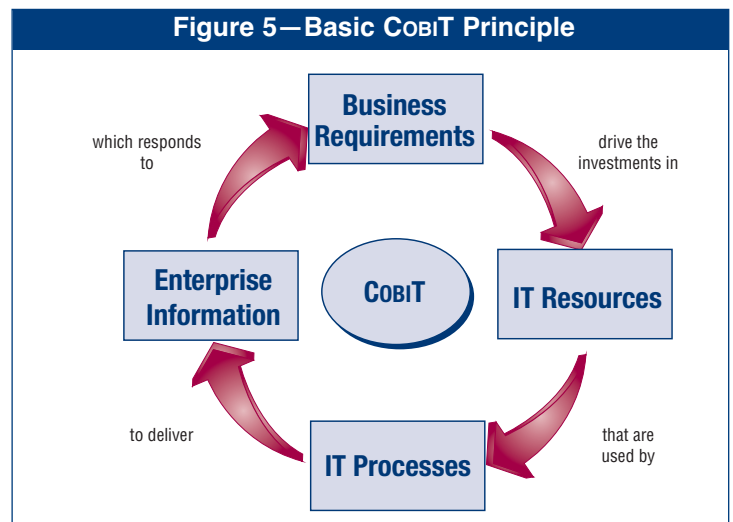 Figure 5—Basic COBIT Principle
Business
Requirements
drive the
investments in
IT Resources
that are
used by
IT Processes
to deliver
Enterprise
Information
which responds
to
COBIT